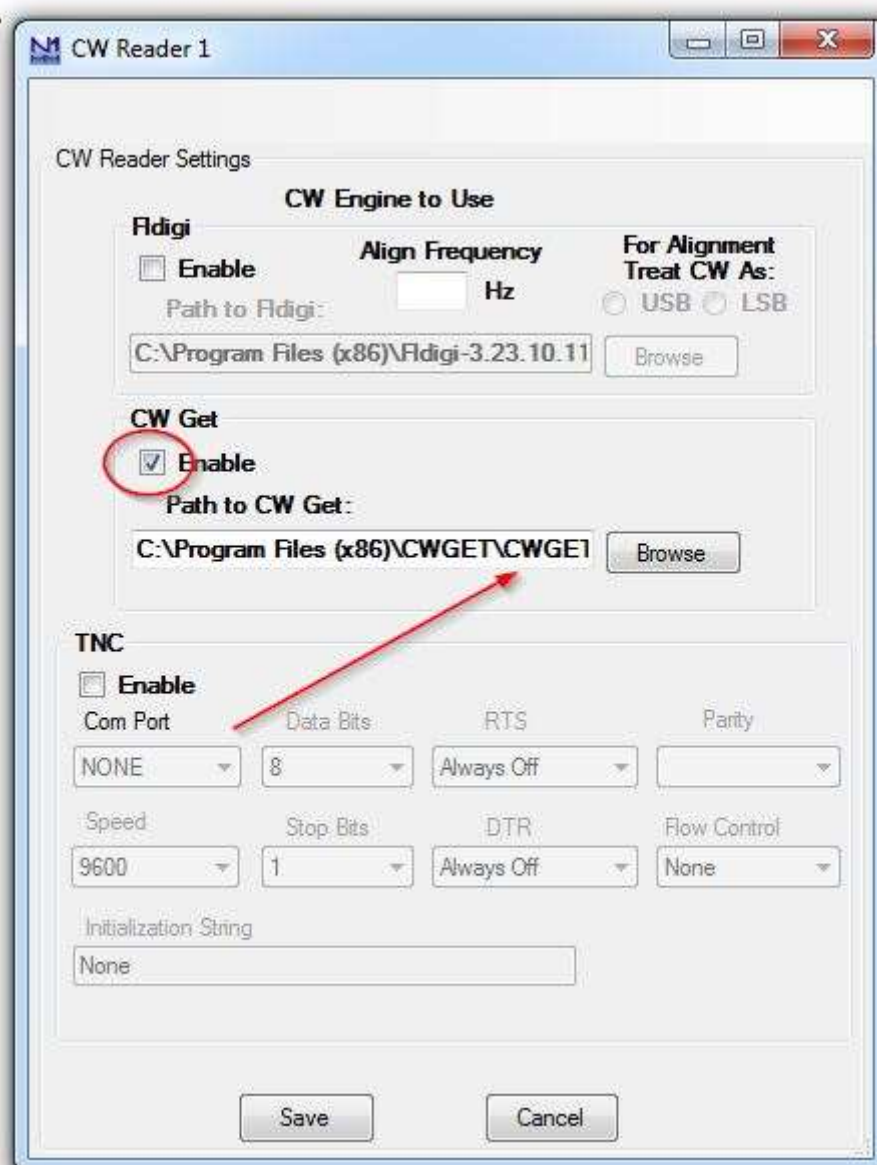 CW Reader 1
CW Reader Settings
CW Engine to Use
Fldigi
Enable
Align Frequency
Hz
For Alignment
Treat CW As:
USB LSB
Path to Fldigi:
C:\Program Files (x86)\Fldigi-3.23.10.11
Browse
CW Get
Enable
Path to CW Get:
C:\Program Files (x86)\CWGET\CWGET
Browse
TNC
Enable
Com Port Data Bits RTS Parity
NONE 8 Always Off
Speed Stop Bits DTR Flow Control
9600 1 Always Off None
Initialization String
None
Save Cancel